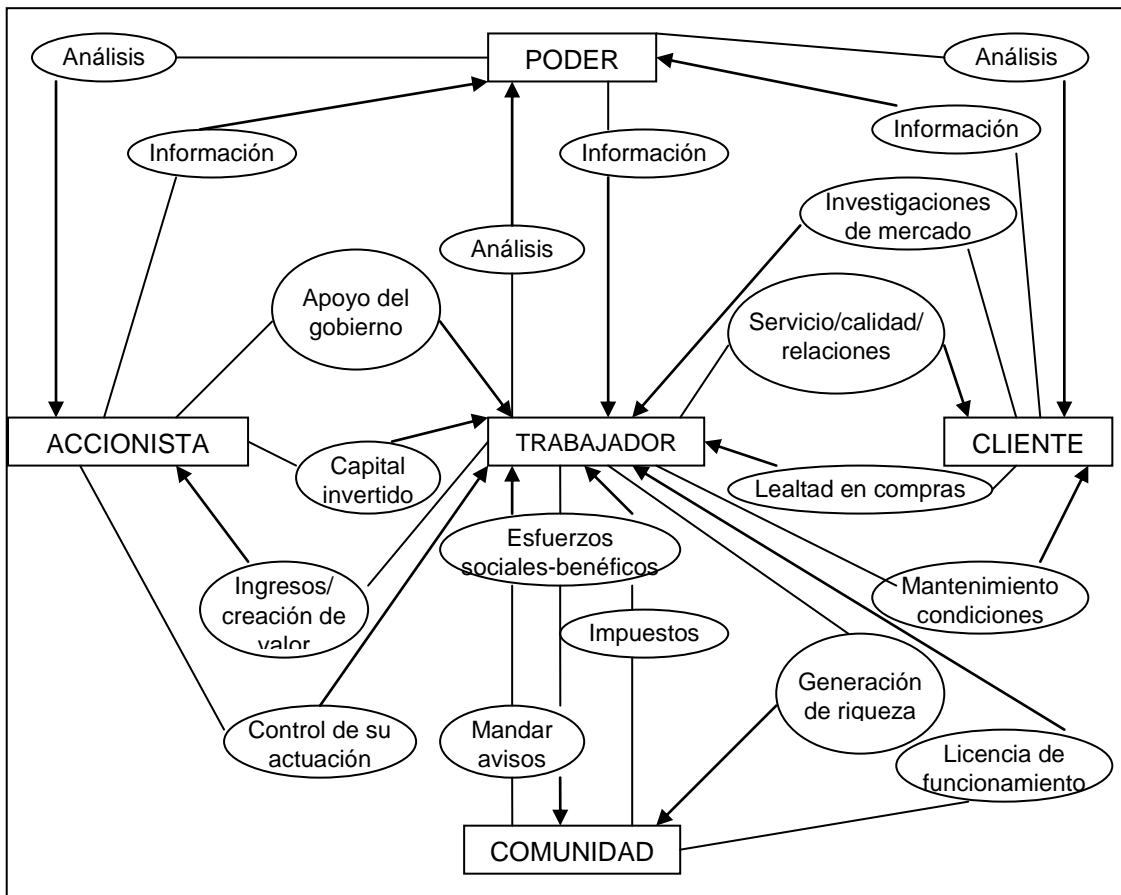 Análisis
PODER
Análisis
Información
Información
Información
Investigaciones
de mercado
Análisis
Apoyo del
gobierno
Servicio/calidad/
relaciones
ACCIONISTA
TRABAJADOR
CLIENTE
Capital
invertido
Lealtad en compras
Esfuerzos
sociales-benéficos
Ingresos/
creación de
valor
Mantenimiento
condiciones
Impuestos
Generación
de riqueza
Control de su
actuación
Mandar
avisos
Licencia de
funcionamiento
COMUNIDAD